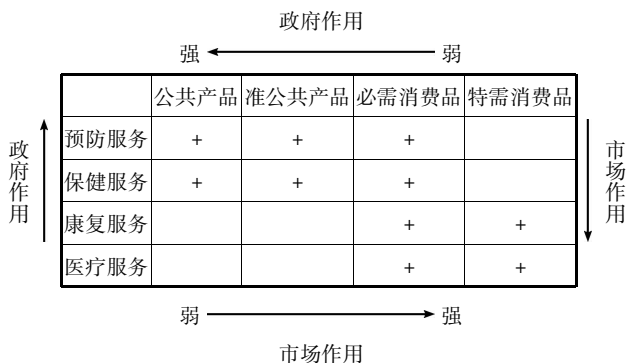 政府作用
强 弱
公共产品 准公共产品 必需消费品 特需消费品
预防服务 + + +
保健服务 + + +
康复服务 + +
医疗服务 + +
政府作用
市场作用
弱 强
市场作用